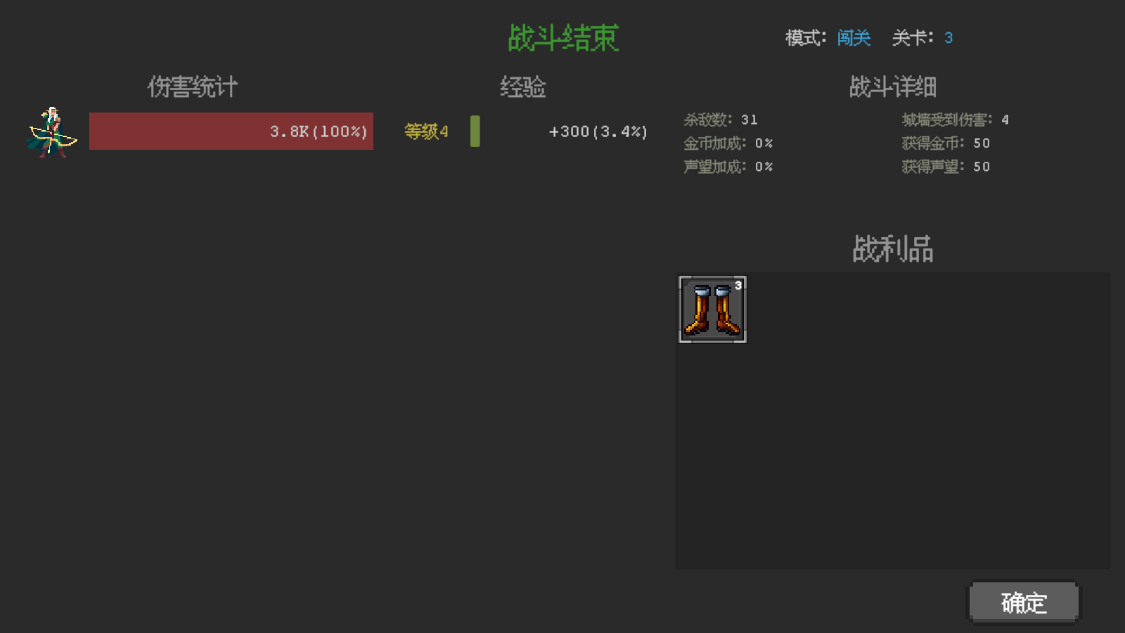 战斗结束
模式: 闯关 关卡: 3
伤害统计
经验
战斗详细
3.8K(100%)
等级4
+300(3.4%)
杀敌数: 31
城墙受到伤害: 4
金币加成: 0%
获得金币: 50
声望加成: 0%
获得声望: 50
战利品
3
确定